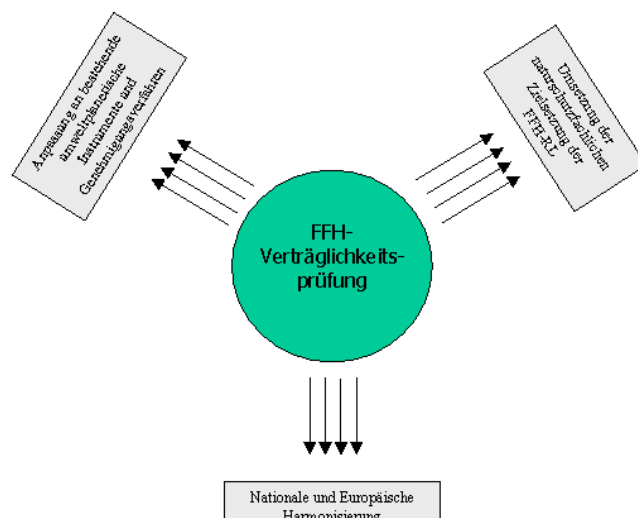 Anpassung an bestehende
umweltplanerische
Instrumente und
Genehmigungsverfahren
Umsetzung der
naturschutzfachlichen
Zielsetzung der
FFH-RL
FFH-
Verträglichkeits-
prüfung
Nationale und Europäische
Harmonisierung